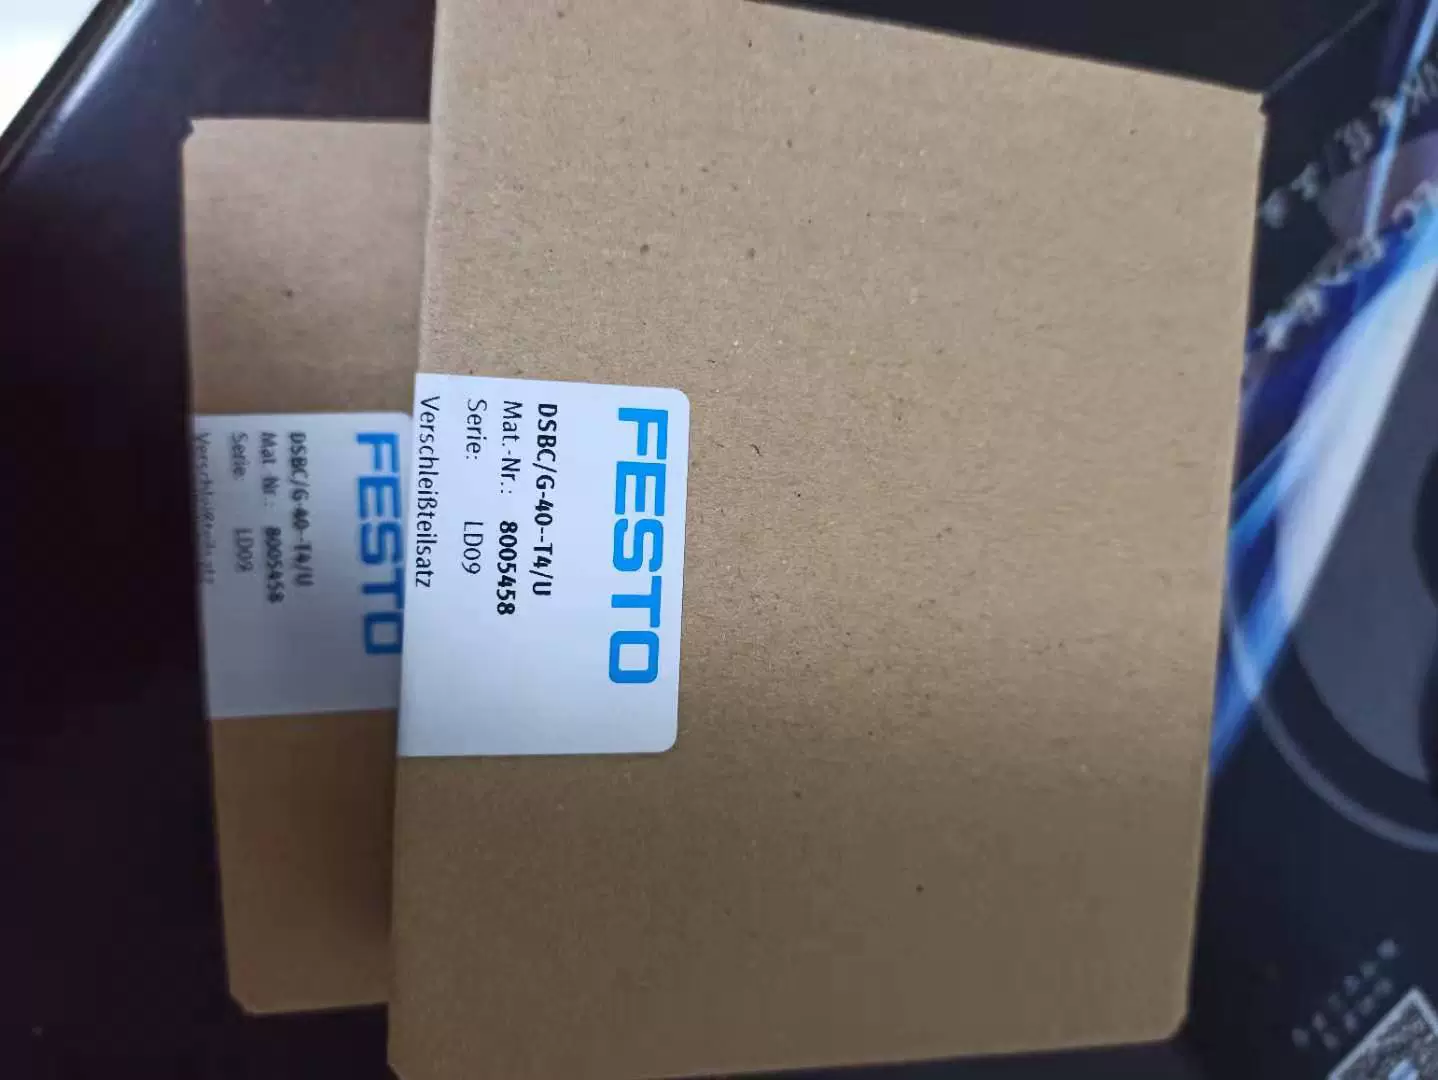 FESTO
DSBC/G-40--T4/U
Mat.-Nr.: 8005458
Serie: LD09
Verschleißteilsatz
FESTO
DSBC/G-40--T4/U
Mat.-Nr.: 8005458
Serie: LD09
Verschleißteilsatz